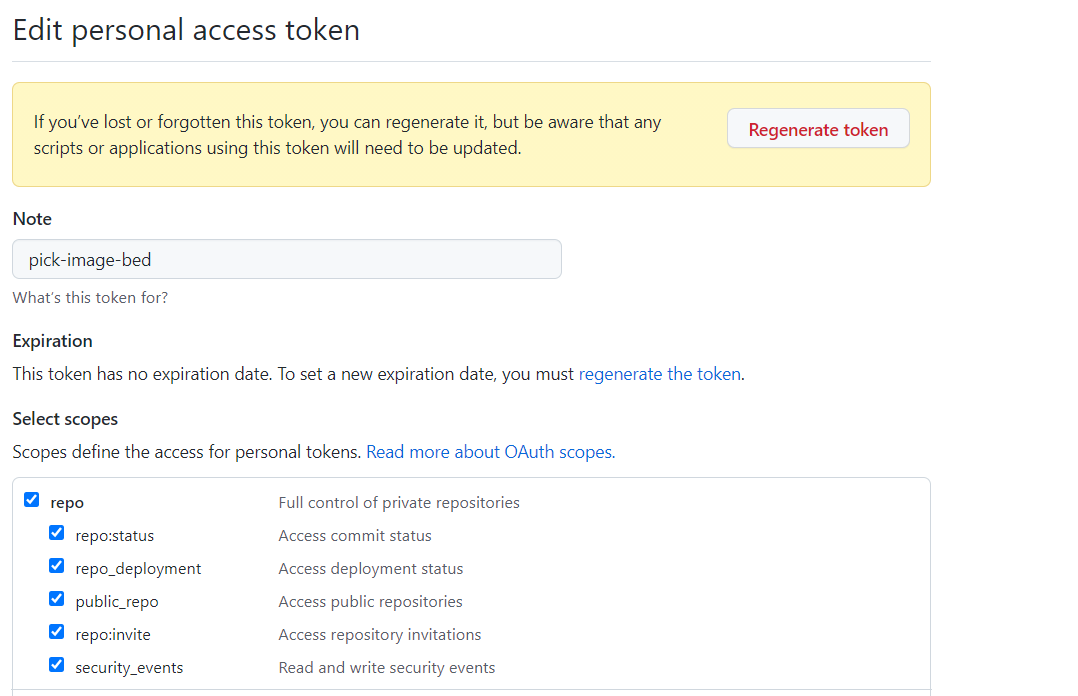 Edit personal access token
If you’ve lost or forgotten this token, you can regenerate it, but be aware that any
scripts or applications using this token will need to be updated.
Regenerate token
Note
pick-image-bed
What’s this token for?
Expiration
This token has no expiration date. To set a new expiration date, you must regenerate the token.
Select scopes
Scopes define the access for personal tokens. Read more about OAuth scopes.
repo Full control of private repositories
repo:status Access commit status
repo_deployment Access deployment status
public_repo Access public repositories
repo:invite Access repository invitations
security_events Read and write security events